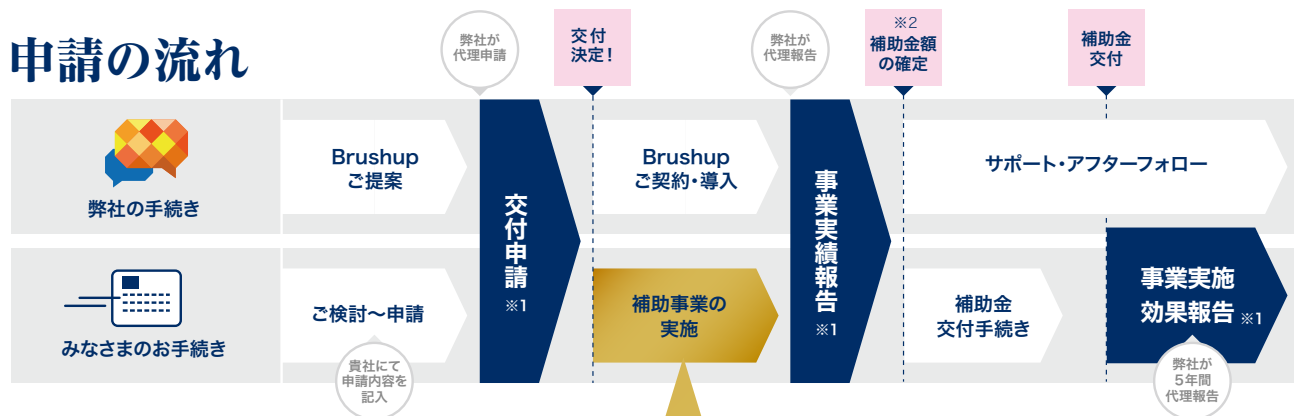 申請の流れ
弊社が
代理申請
交付
決定！
弊社が
代理報告
※2
補助金額
の確定
補助金
交付
弊社の手続き
Brushup
ご提案
交付申請
※1
Brushup
ご契約・導入
事業実績報告
※1
サポート・アフターフォロー
みなさまのお手続き
ご検討〜申請
貴社にて
申請内容を
記入
補助事業の
実施
補助金
交付手続き
事業実施
効果報告 ※1
弊社が
5年間
代理報告